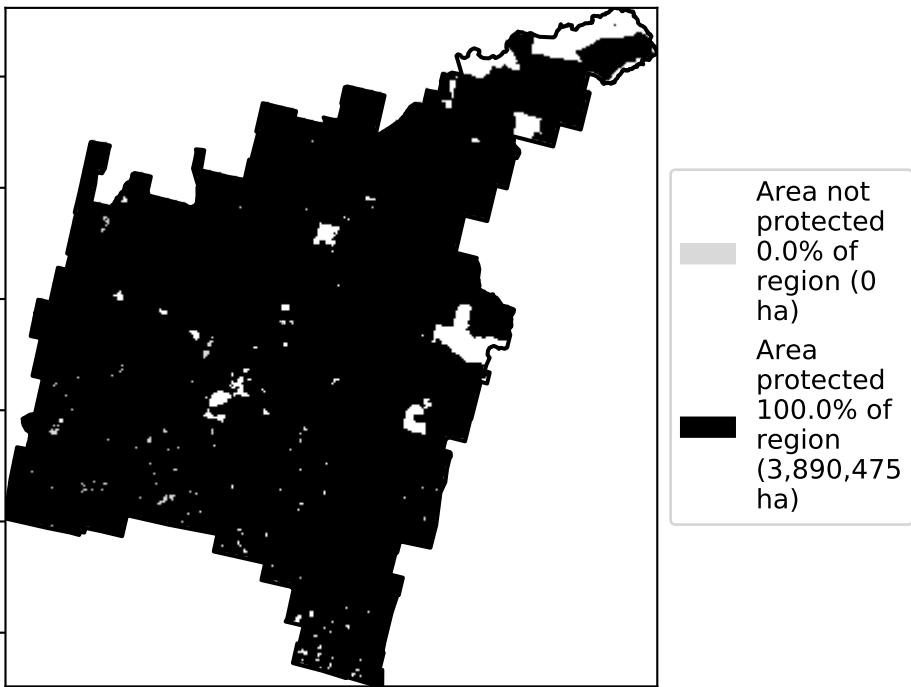 Area not
protected
0.0% of
region (0
ha)
Area
protected
100.0% of
region
(3,890,475
ha)